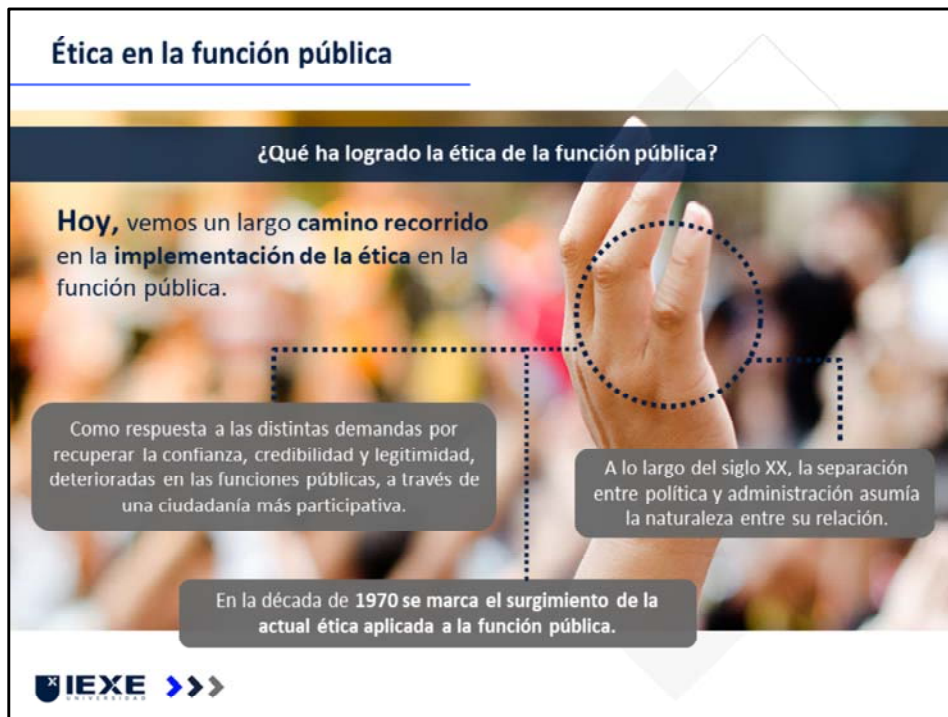 Ética en la función pública
¿Qué ha logrado la ética de la función pública?
Hoy, vemos un largo camino recorrido
en la implementación de la ética en la
función pública.
Como respuesta a las distintas demandas por
recuperar la confianza, credibilidad y legitimidad,
deterioradas en las funciones públicas, a través de
una ciudadanía más participativa.
A lo largo del siglo XX, la separación
entre política y administración asumía
la naturaleza entre su relación.
En la década de 1970 se marca el surgimiento de la
actual ética aplicada a la función pública.
IEXE
UNIVERSIDAD